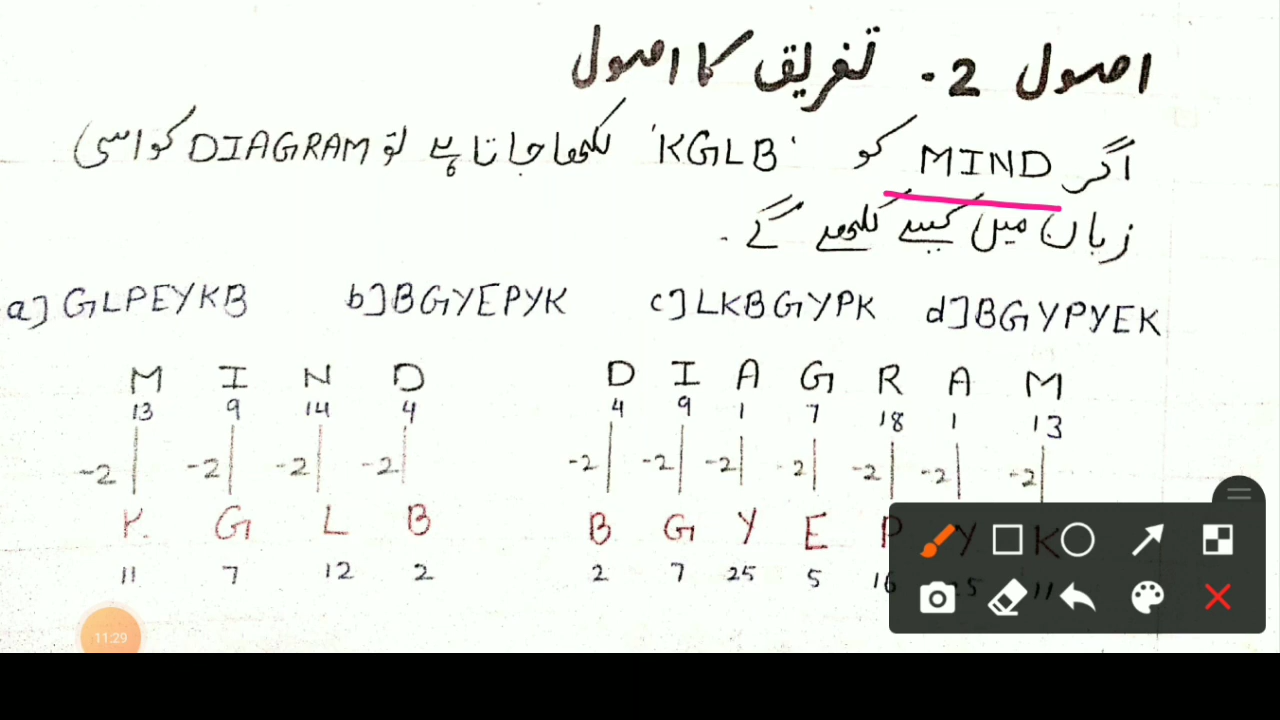 اصول 2. تفریق کا اصول
اگر MIND کو 'KGLB' لکھا جاتا ہے تو DIAGRAM کو اسی
زبان میں کیسے لکھیں گے۔
a] GLPEYKB b] BGYEPYK c] LKBGYPK d] BGYPYEK
M I N D D I A G R A M
13 9 14 4 4 9 1 7 18 1 13
-2 -2 -2 -2 -2 -2 -2 -2 -2 -2 -2
K G L B B G Y E P Y K
11 7 12 2 2 7 25 5 16 25 11
11:29